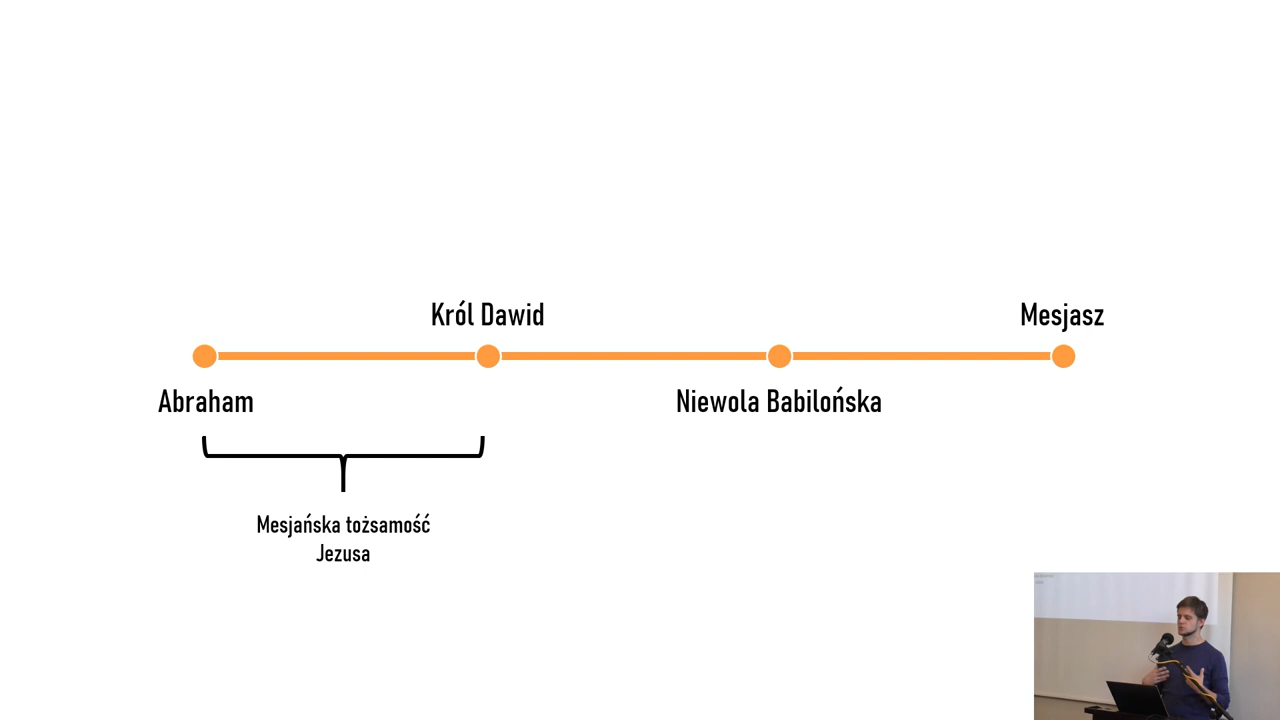 Król Dawid
Mesjasz
Abraham
Niewola Babilońska
Mesjańska tożsamość
Jezusa